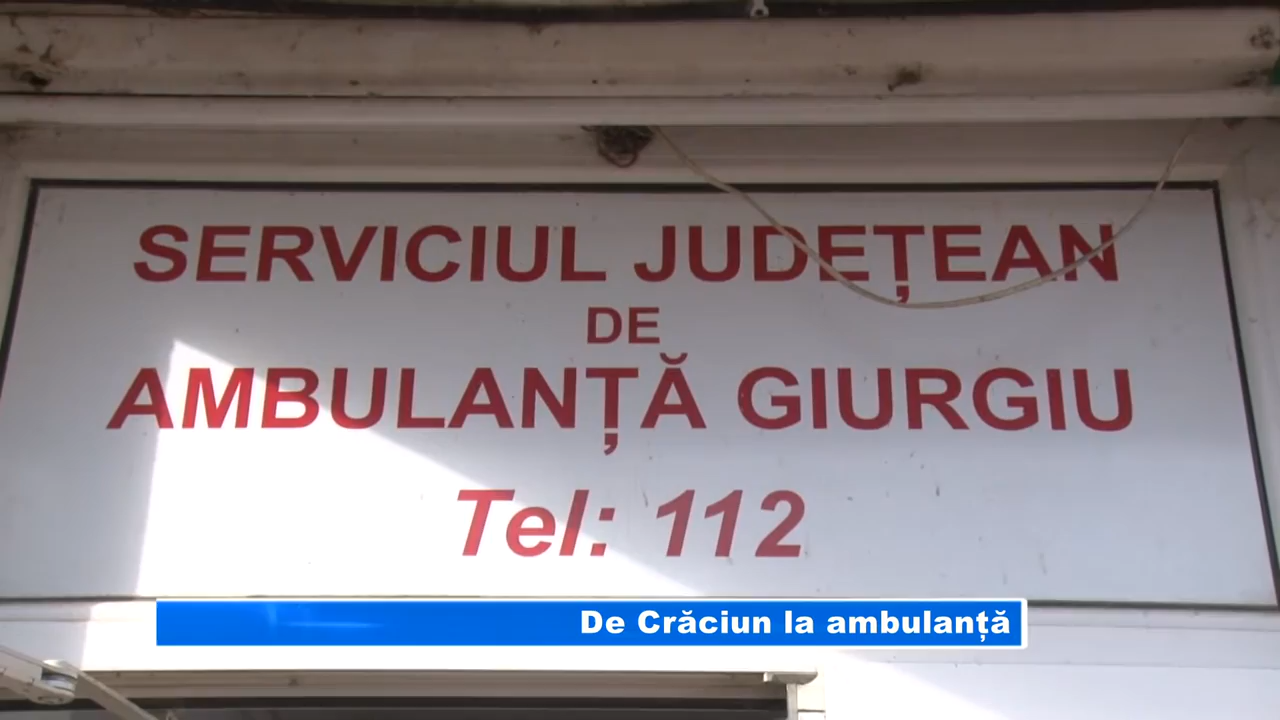 SERVICIUL JUDEȚEAN
DE
AMBULANȚĂ GIURGIU
Tel: 112
De Crăciun la ambulanță